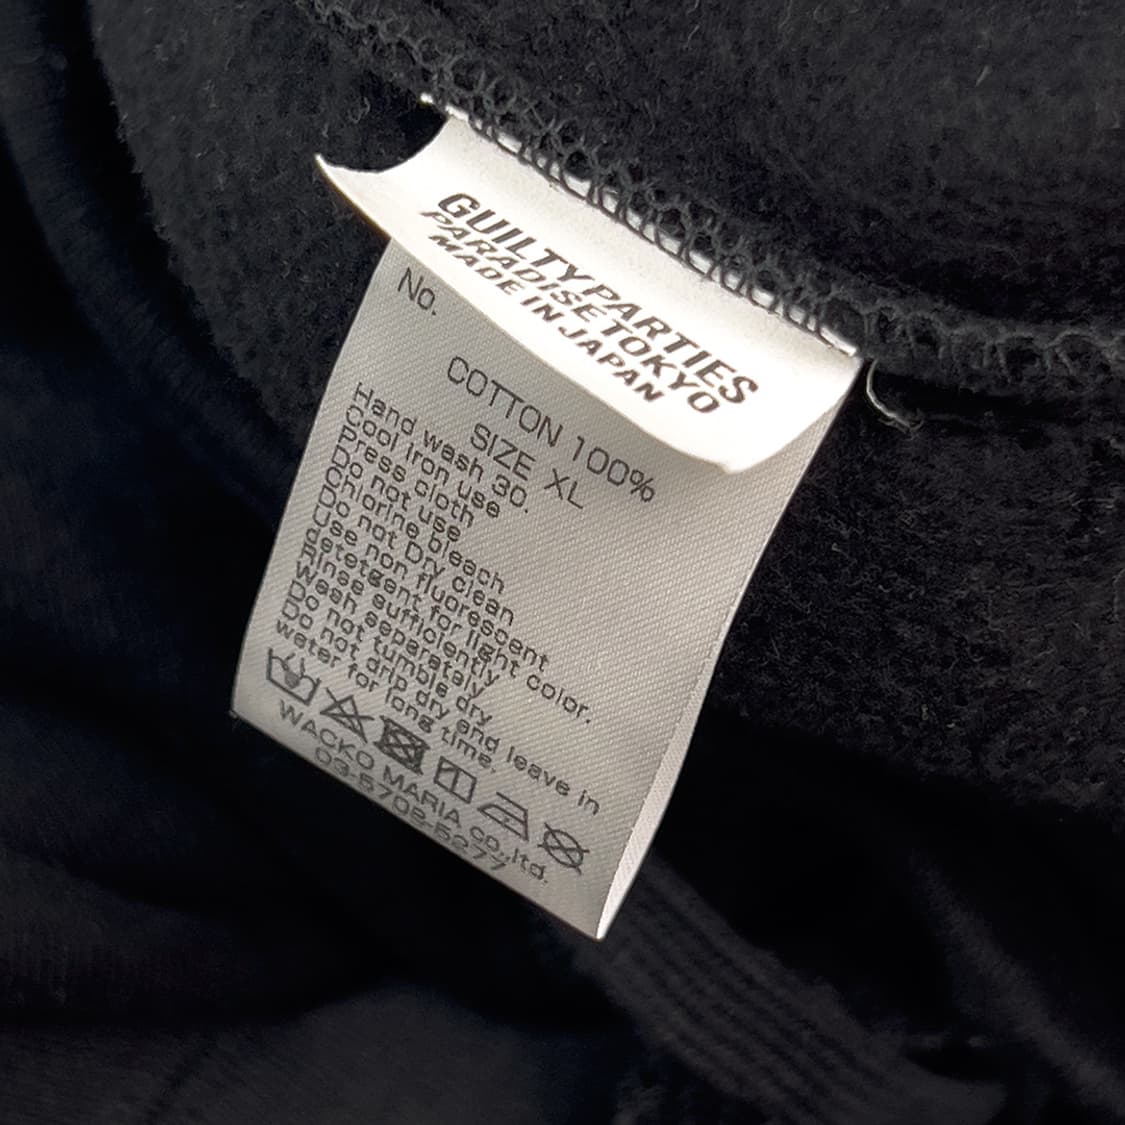 GUILTY PARTIES
PARADISE TOKYO
MADE IN JAPAN
No.
COTTON 100%
SIZE XL
Hand wash 30.
Cool iron use
Press cloth
Do not use
Chlorine bleach
Do not Dry clean
Use non fluorescent
detetgent for light color.
Rinse sufficiently
Wash separately
Do not tumble dry
Do not drip dry and leave in
water for long time.
WACKO MARIA co.,ltd.
03-5708-5277